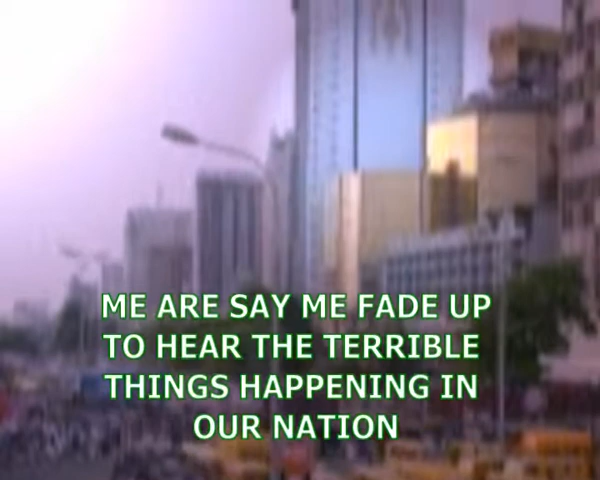 ME ARE SAY ME FADE UP
TO HEAR THE TERRIBLE
THINGS HAPPENING IN
OUR NATION